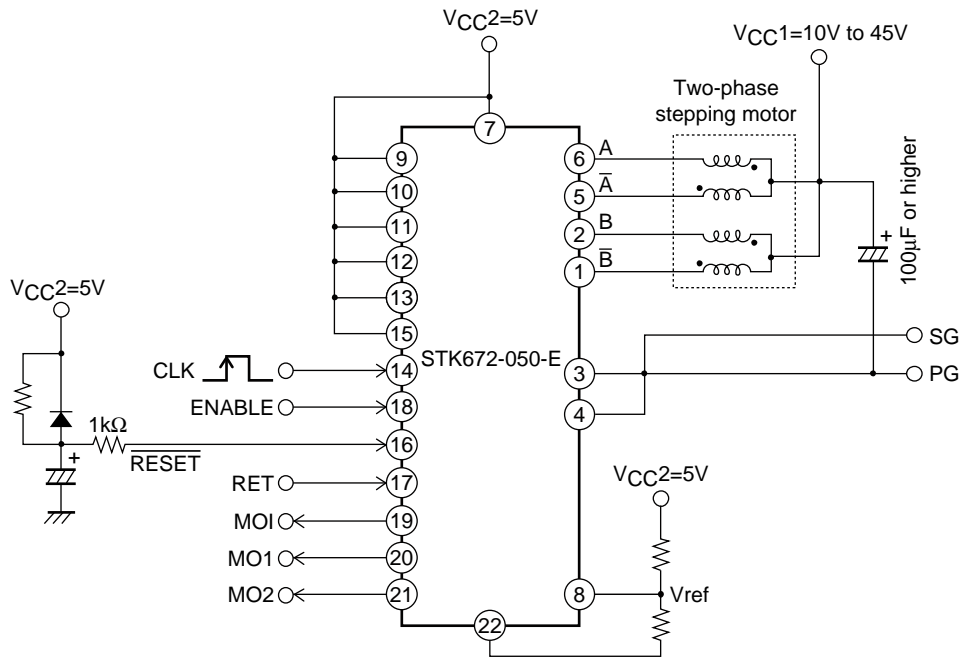 VCC2=5V
VCC1=10V to 45V
Two-phase
stepping motor
7
9
10
11
12
13
15
6
A
5
A̅
2
B
1
B̅
100μF or higher
+
VCC2=5V
STK672-050-E
SG
CLK
14
3
PG
ENABLE
18
4
1kΩ
+
R̅E̅S̅E̅T̅
16
VCC2=5V
RET
17
MOI
19
MO1
20
MO2
21
8
Vref
22